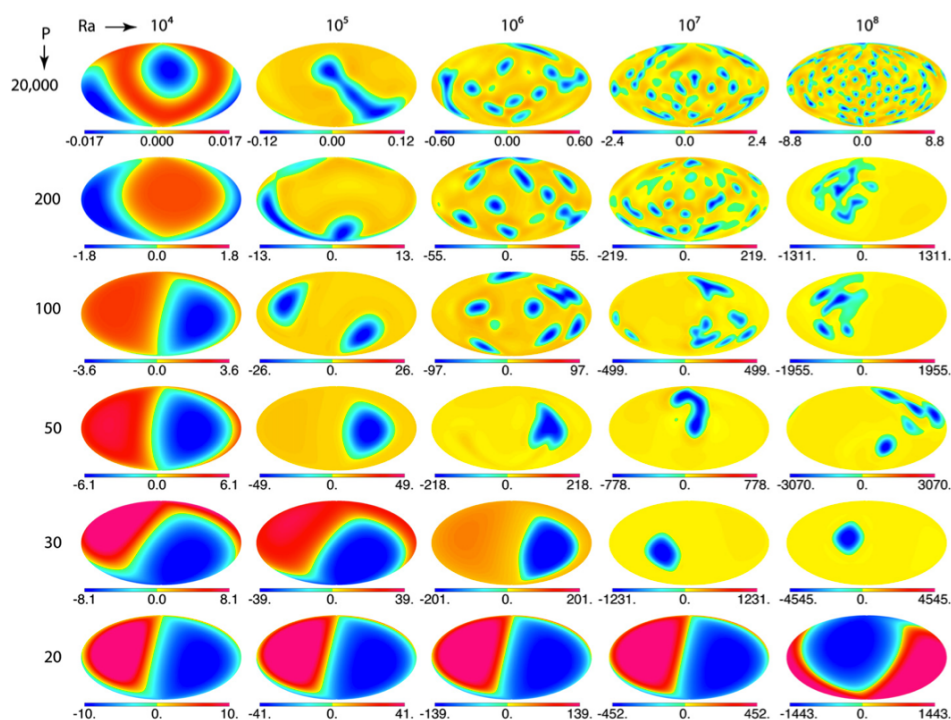 P
Ra → 10⁴ 10⁵ 10⁶ 10⁷ 10⁸
20,000
-0.017 0.000 0.017 -0.12 0.00 0.12 -0.60 0.00 0.60 -2.4 0.0 2.4 -8.8 0.0 8.8
200
-1.8 0.0 1.8 -13. 0. 13. -55. 0. 55. -219. 0. 219. -1311. 0. 1311.
100
-3.6 0.0 3.6 -26. 0. 26. -97. 0. 97. -499. 0. 499. -1955. 0. 1955.
50
-6.1 0.0 6.1 -49. 0. 49. -218. 0. 218. -778. 0. 778. -3070. 0. 3070.
30
-8.1 0.0 8.1 -39. 0. 39. -201. 0. 201. -1231. 0. 1231. -4545. 0. 4545.
20
-10. 0. 10. -41. 0. 41. -139. 0. 139. -452. 0. 452. -1443. 0. 1443.